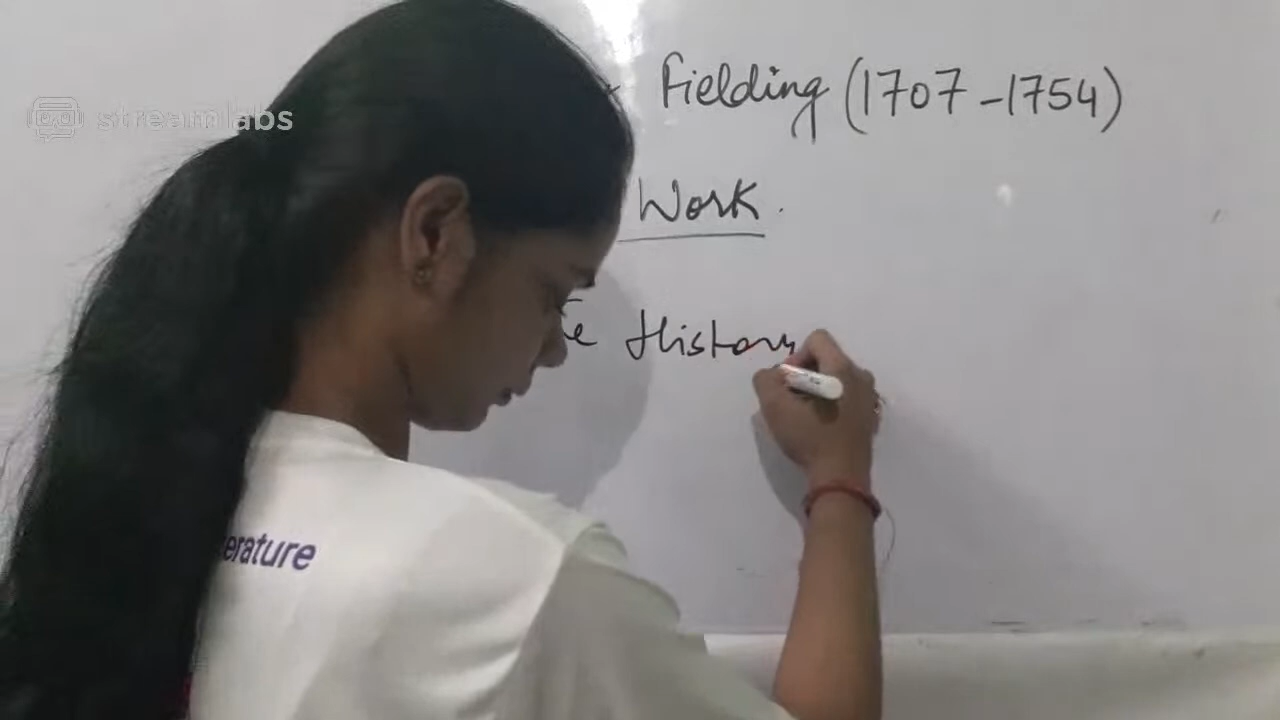 streamlabs
Fielding (1707-1754)
Work.
History
erature